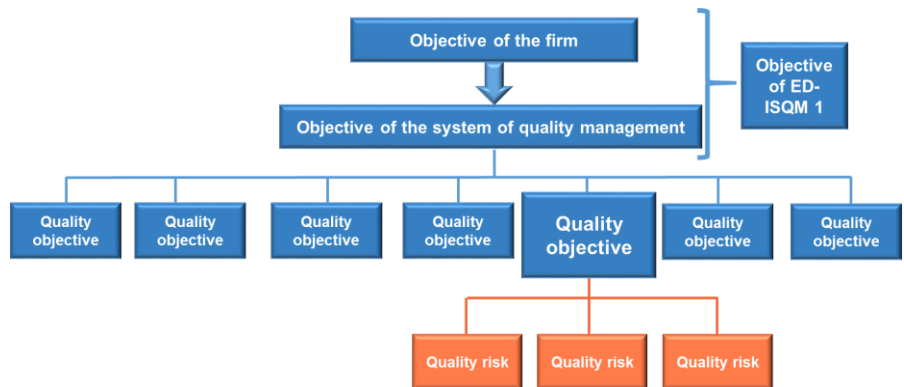 Objective of the firm
Objective
of ED-
ISQM 1
Objective of the system of quality management
Quality
objective
Quality
objective
Quality
objective
Quality
objective
Quality
objective
Quality
objective
Quality
objective
Quality risk
Quality risk
Quality risk